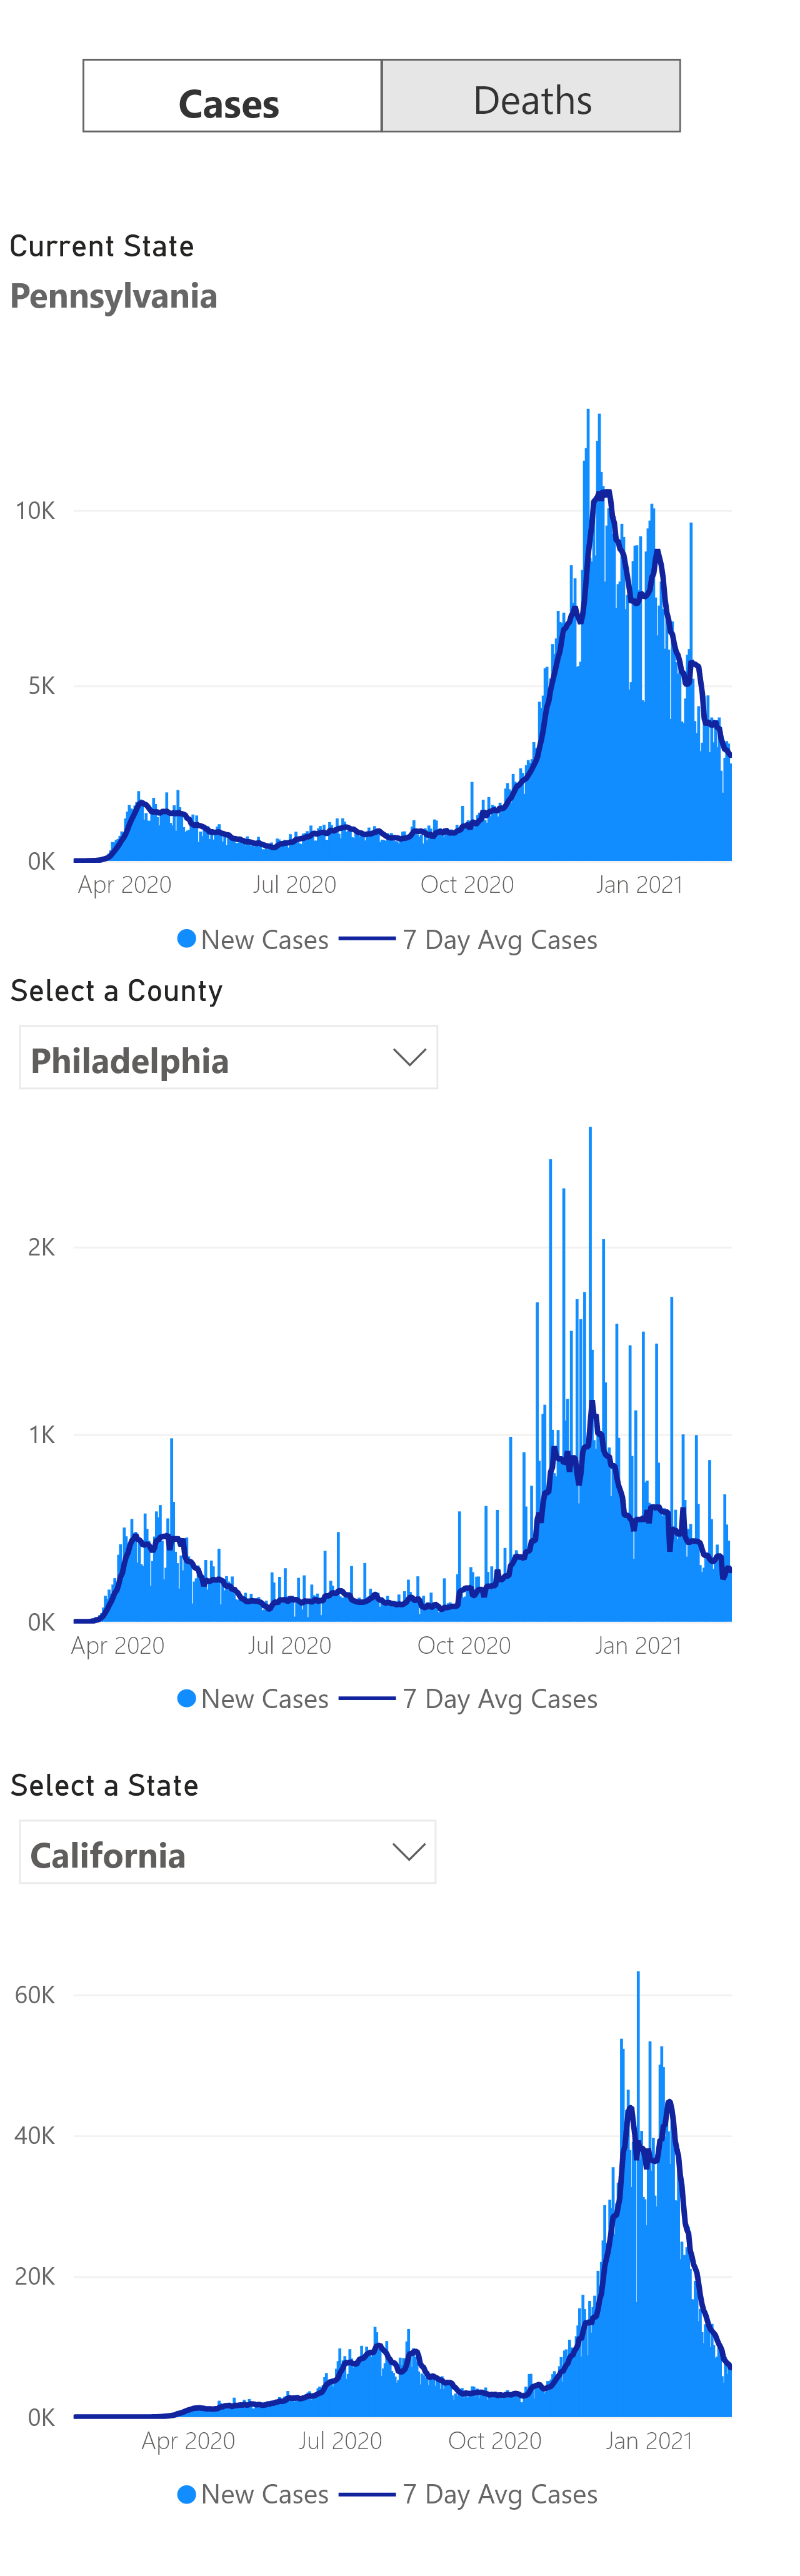 Cases Deaths
Current State
Pennsylvania
10K
5K
0K
Apr 2020 Jul 2020 Oct 2020 Jan 2021
New Cases 7 Day Avg Cases
Select a County
Philadelphia
2K
1K
0K
Apr 2020 Jul 2020 Oct 2020 Jan 2021
New Cases 7 Day Avg Cases
Select a State
California
60K
40K
20K
0K
Apr 2020 Jul 2020 Oct 2020 Jan 2021
New Cases 7 Day Avg Cases